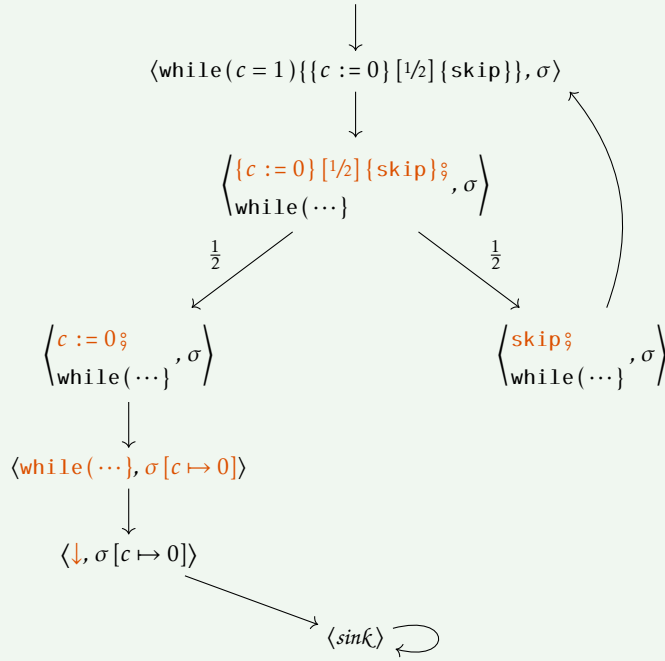 ⟨while(c = 1){{c := 0} [1/2] {skip}}, σ⟩
⟨{c := 0} [1/2] {skip}⨟
while(⋯} , σ⟩
1/2 1/2
⟨c := 0⨟
while(⋯} , σ⟩
⟨skip⨟
while(⋯} , σ⟩
⟨while(⋯}, σ[c ↦ 0]⟩
⟨↓, σ[c ↦ 0]⟩
⟨sink⟩